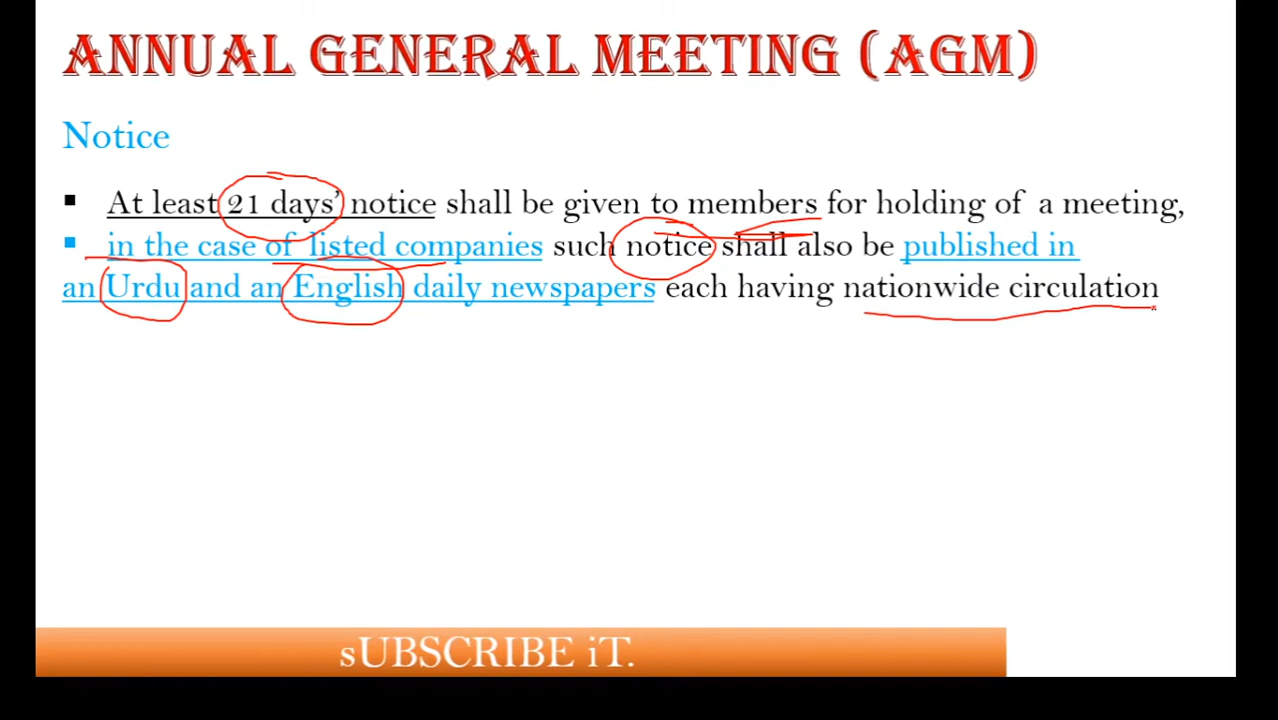 ANNUAL GENERAL MEETING (AGM)
Notice
▪ At least 21 days' notice shall be given to members for holding of a meeting,
▪ in the case of listed companies such notice shall also be published in
an Urdu and an English daily newspapers each having nationwide circulation
sUBSCRIBE iT.